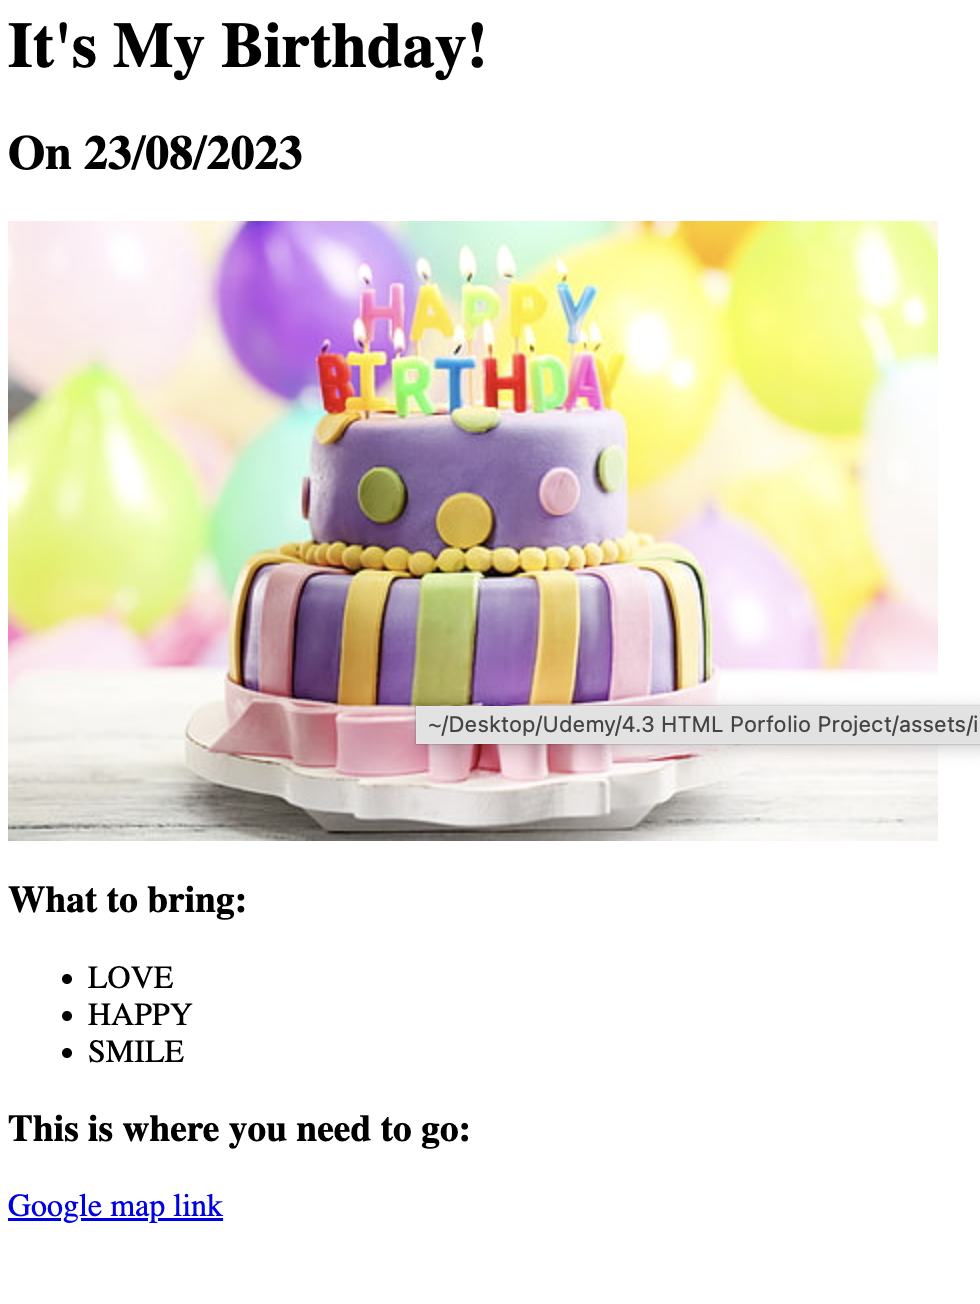 It's My Birthday!
On 23/08/2023
HAPPY
BIRTHDAY
~/Desktop/Udemy/4.3 HTML Porfolio Project/assets/i
What to bring:
LOVE
HAPPY
SMILE
This is where you need to go:
Google map link